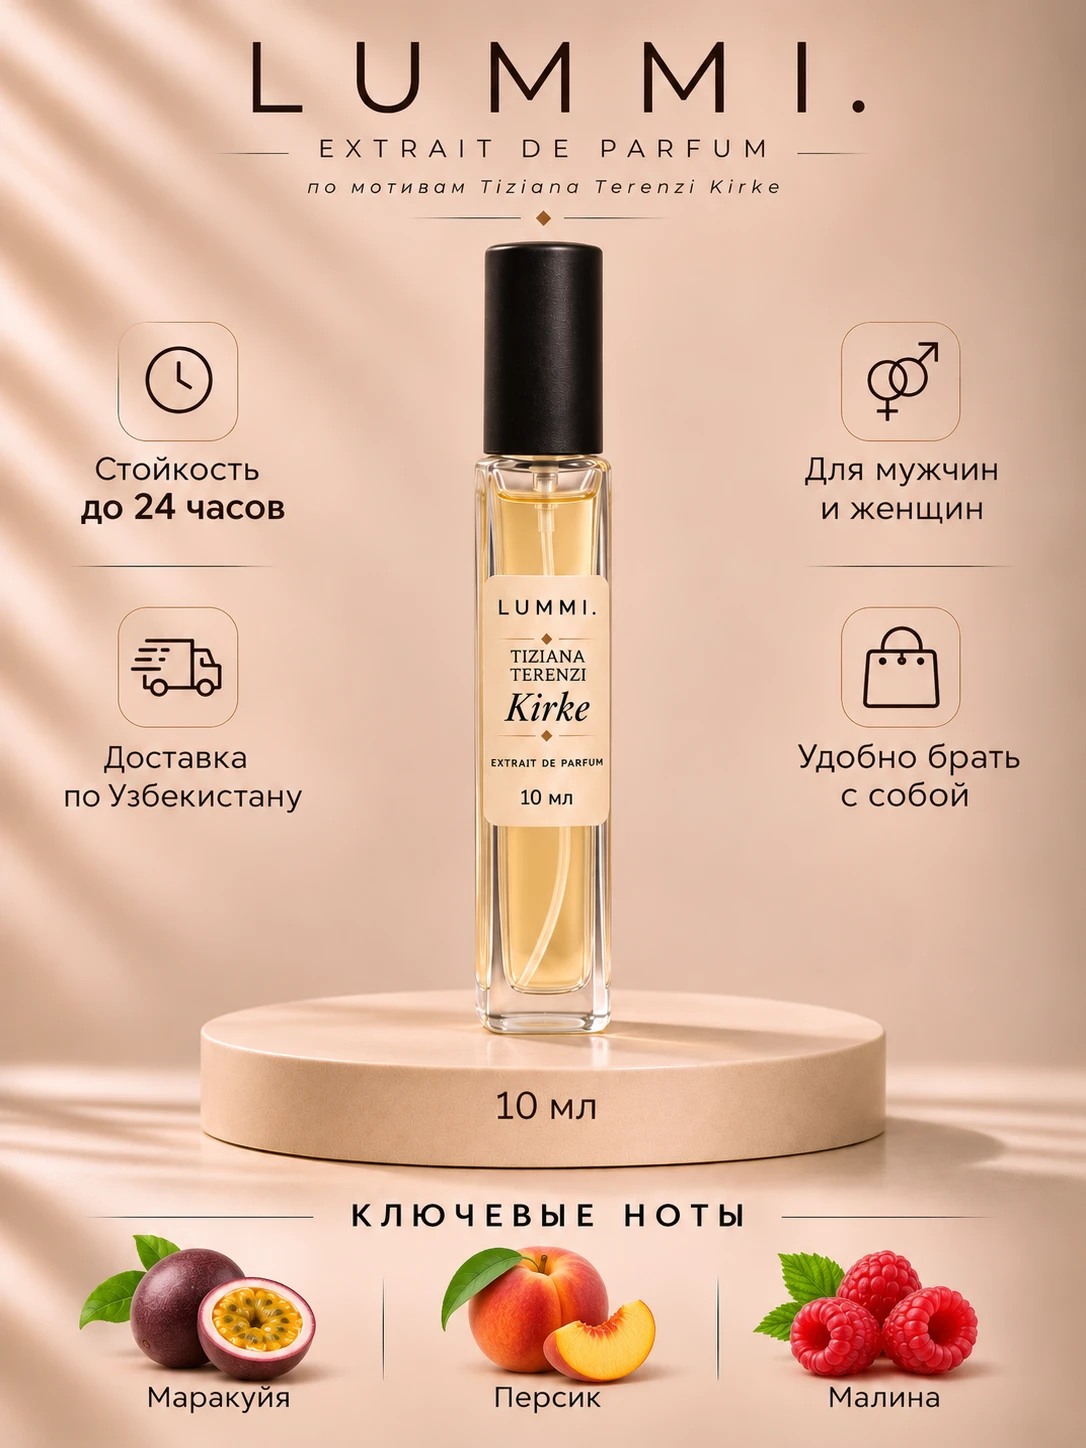 LUMMI.
EXTRAIT DE PARFUM
по мотивам Tiziana Terenzi Kirke
Стойкость
до 24 часов
Для мужчин
и женщин
Доставка
по Узбекистану
Удобно брать
с собой
LUMMI.
TIZIANA
TERENZI
Kirke
EXTRAIT DE PARFUM
10 мл
10 мл
КЛЮЧЕВЫЕ НОТЫ
Маракуйя
Персик
Малина